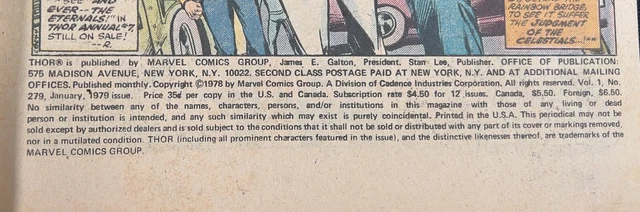 "SEE "AND
EVER-- THE
ETERNALS!" IN
THOR ANNUAL #7,
STILL ON SALE!
--R.
RAINBOW BRIDGE,
TO SEE IT SUFFER
THE JUDGMENT
OF THE
CELESTIALS...!--
THOR® is published by MARVEL COMICS GROUP, James E. Galton, President. Stan Lee, Publisher. OFFICE OF PUBLICATION:
575 MADISON AVENUE, NEW YORK, N.Y. 10022. SECOND CLASS POSTAGE PAID AT NEW YORK, N.Y. AND AT ADDITIONAL MAILING
OFFICES. Published monthly. Copyright ©1978 by Marvel Comics Group. A Division of Cadence Industries Corporation. All rights reserved. Vol. 1, No.
279, January, 1979 issue. Price 35¢ per copy in the U.S. and Canada. Subscription rate $4.50 for 12 issues. Canada, $5.50. Foreign, $6.50.
No similarity between any of the names, characters, persons, and/or institutions in this magazine with those of any living or dead
person or institution is intended, and any such similarity which may exist is purely coincidental. Printed in the U.S.A. This periodical may not be
sold except by authorized dealers and is sold subject to the conditions that it shall not be sold or distributed with any part of its cover or markings removed,
nor in a mutilated condition. THOR (including all prominent characters featured in the issue), and the distinctive likenesses thereof, are trademarks of the
MARVEL COMICS GROUP.